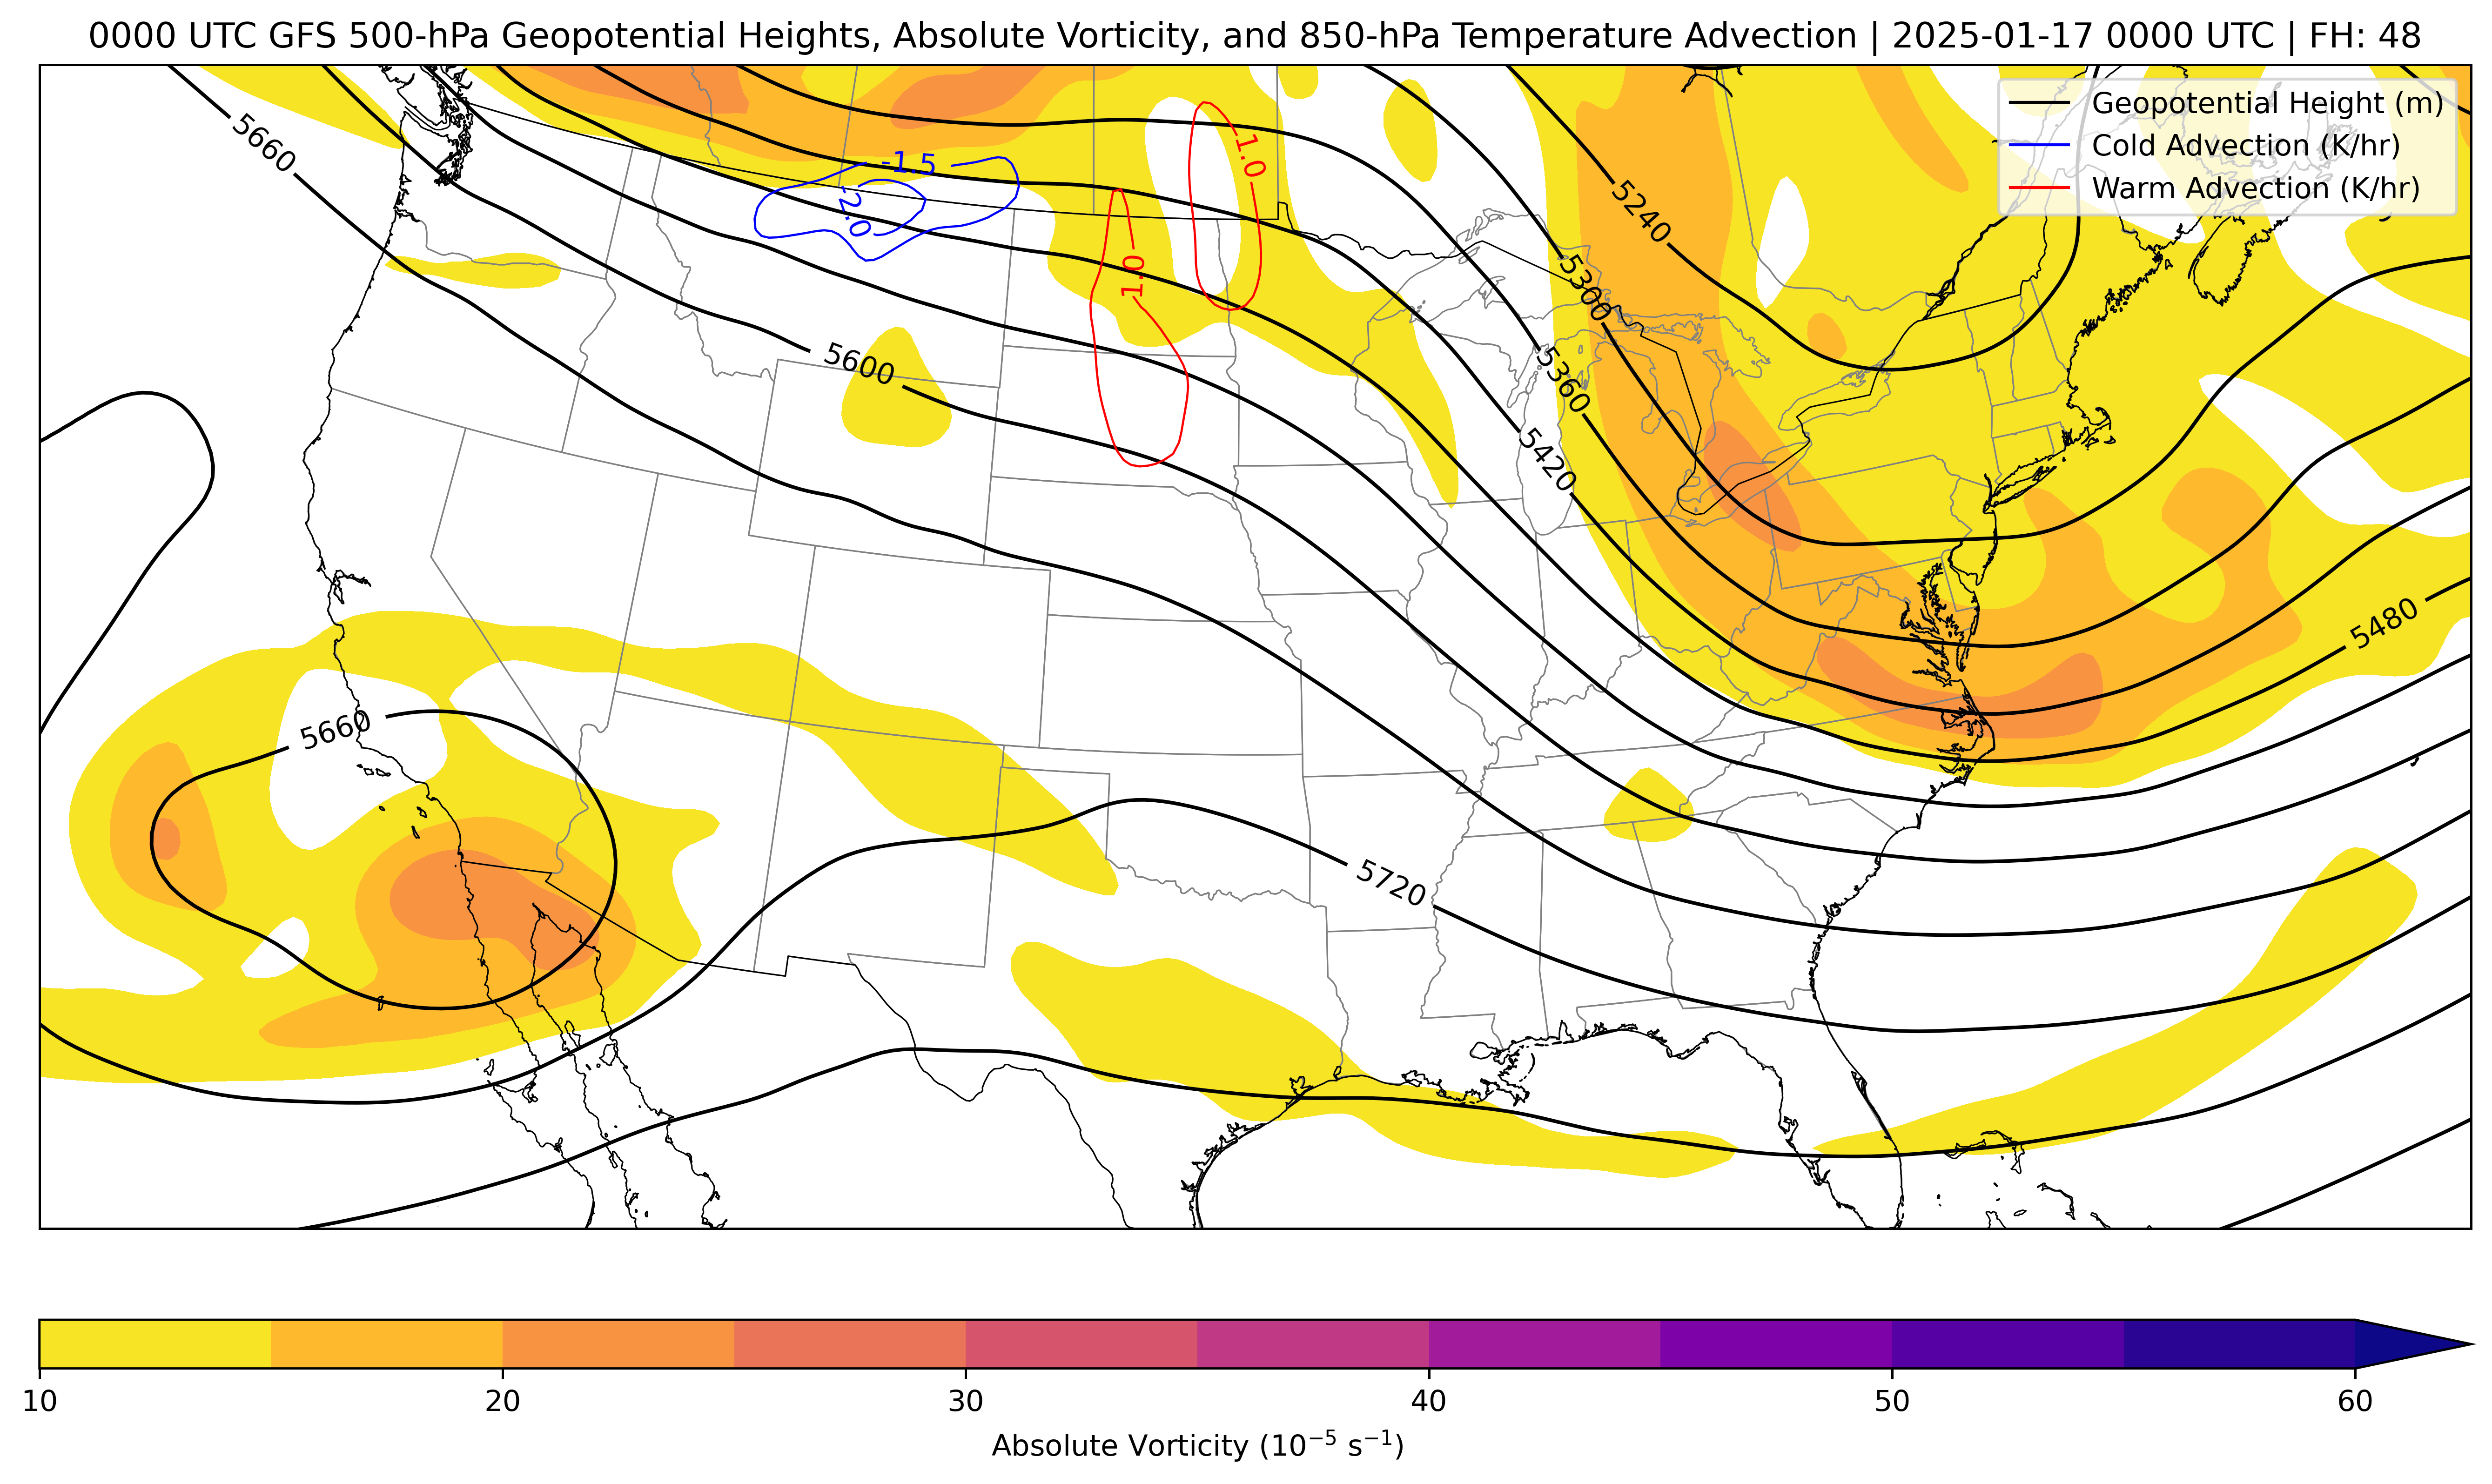 0000 UTC GFS 500-hPa Geopotential Heights, Absolute Vorticity, and 850-hPa Temperature Advection | 2025-01-17 0000 UTC | FH: 48
Geopotential Height (m)
Cold Advection (K/hr)
Warm Advection (K/hr)
5660
-1.5
-2.0
1.0
1.0
5240
5300
5360
5420
5600
5480
5660
5720
10 20 30 40 50 60
Absolute Vorticity (10⁻⁵ s⁻¹)